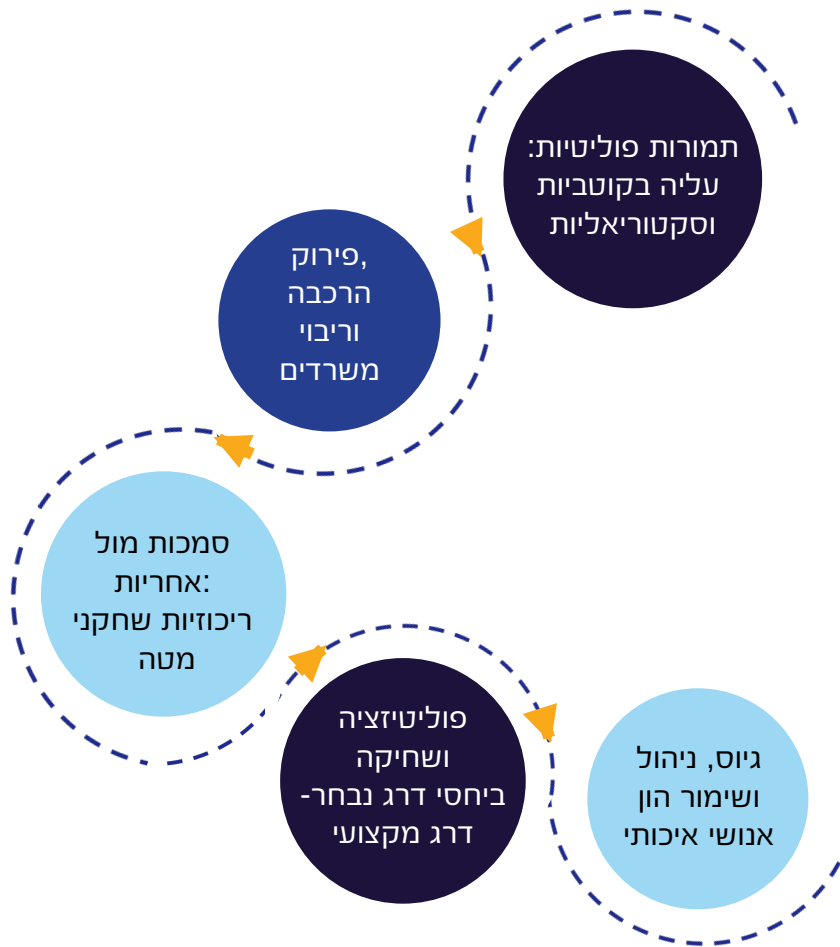 תמורות פוליטיות:
עליה בקוטביות
וסקטוריאליות
פירוק,
הרכבה
וריבוי
משרדים
סמכות מול
אחריות:
ריכוזיות שחקני
מטה
פוליטיזציה
ושחיקה
ביחסי דרג נבחר-
דרג מקצועי
גיוס, ניהול
ושימור הון
אנושי איכותי